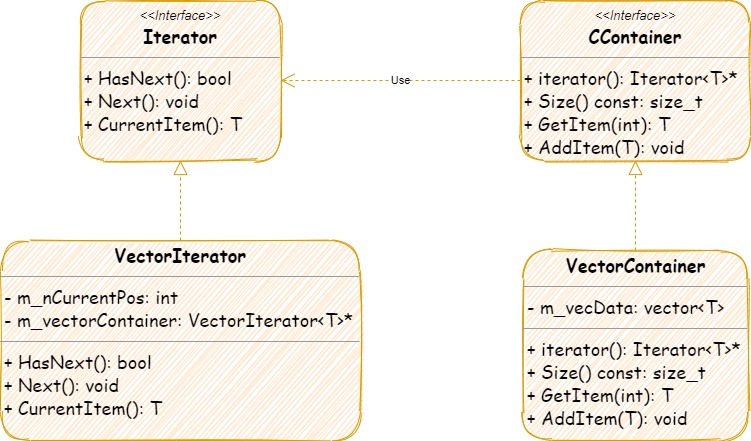 <<Interface>>
Iterator
+ HasNext(): bool
+ Next(): void
+ CurrentItem(): T
Use
<<Interface>>
CContainer
+ iterator(): Iterator<T>*
+ Size() const: size_t
+ GetItem(int): T
+ AddItem(T): void
VectorIterator
- m_nCurrentPos: int
- m_vectorContainer: VectorIterator<T>*
+ HasNext(): bool
+ Next(): void
+ CurrentItem(): T
VectorContainer
- m_vecData: vector<T>
+ iterator(): Iterator<T>*
+ Size() const: size_t
+ GetItem(int): T
+ AddItem(T): void